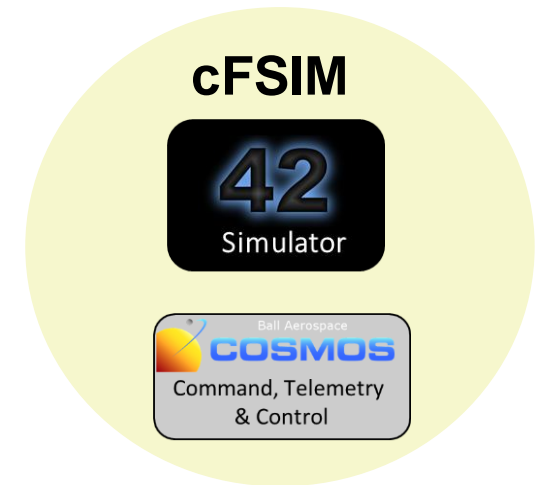 cFSIM
42
Simulator
Ball Aerospace
COSMOS
Command, Telemetry
& Control